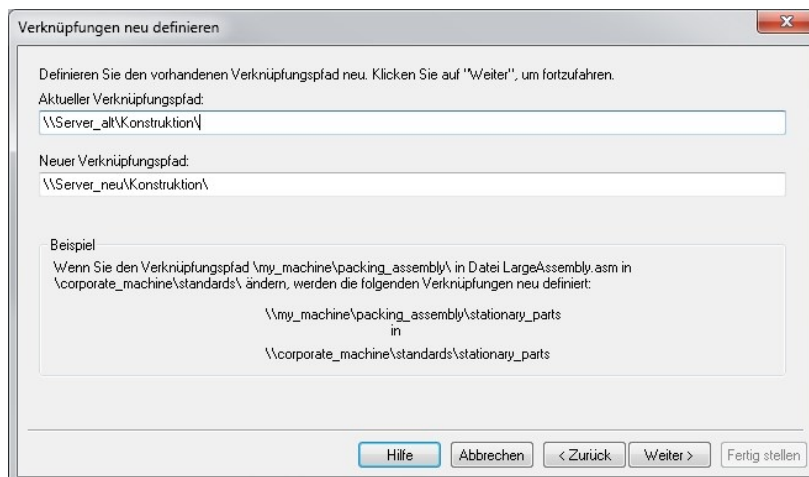 Verknüpfungen neu definieren
Definieren Sie den vorhandenen Verknüpfungspfad neu. Klicken Sie auf "Weiter", um fortzufahren.
Aktueller Verknüpfungspfad:
\\Server_alt\Konstruktion\
Neuer Verknüpfungspfad:
\\Server_neu\Konstruktion\
Beispiel
Wenn Sie den Verknüpfungspfad \my_machine\packing_assembly\ in Datei LargeAssembly.asm in
\corporate_machine\standards\ ändern, werden die folgenden Verknüpfungen neu definiert:
\\my_machine\packing_assembly\stationary_parts
in
\\corporate_machine\standards\stationary_parts
Hilfe
Abbrechen
< Zurück
Weiter >
Fertig stellen